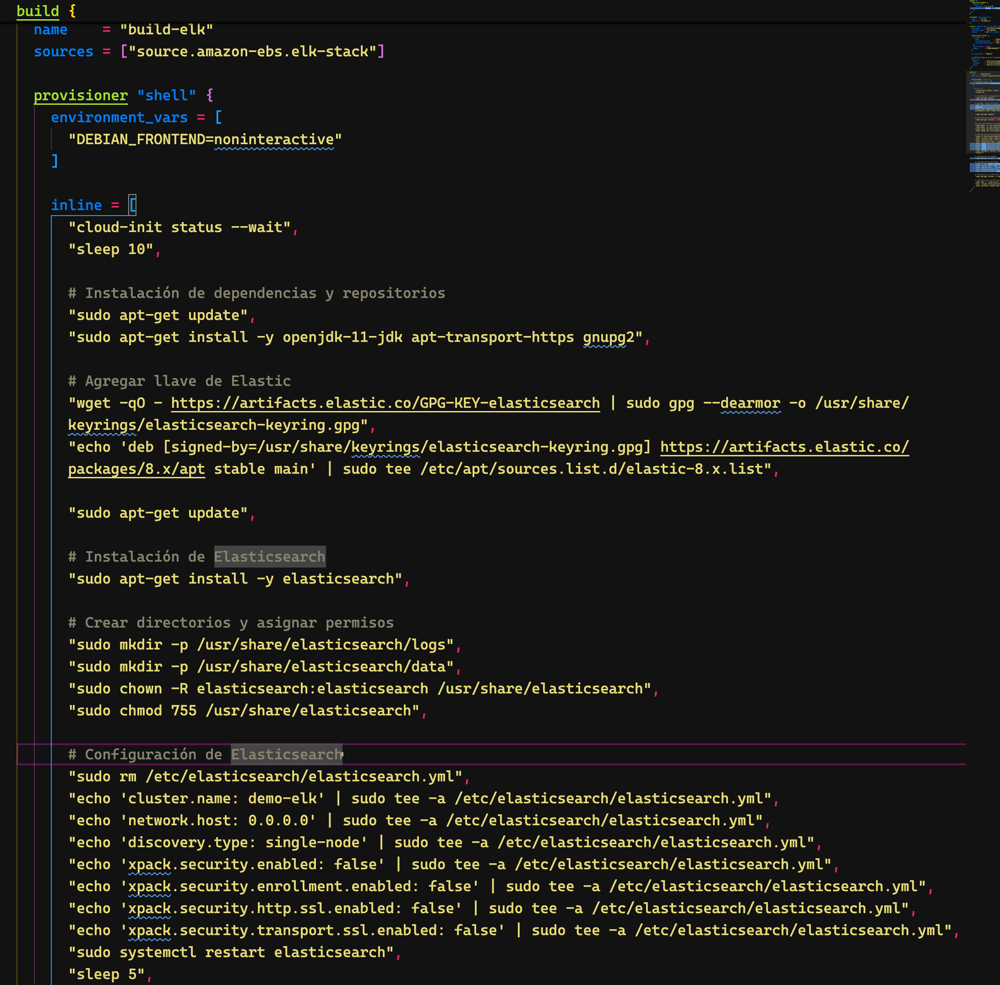 build {
name    = "build-elk"
sources = ["source.amazon-ebs.elk-stack"]
provisioner "shell" {
environment_vars = [
"DEBIAN_FRONTEND=noninteractive"
]
inline = [
"cloud-init status --wait",
"sleep 10",
# Instalación de dependencias y repositorios
"sudo apt-get update",
"sudo apt-get install -y openjdk-11-jdk apt-transport-https gnupg2",
# Agregar llave de Elastic
"wget -qO - https://artifacts.elastic.co/GPG-KEY-elasticsearch | sudo gpg --dearmor -o /usr/share/
keyrings/elasticsearch-keyring.gpg",
"echo 'deb [signed-by=/usr/share/keyrings/elasticsearch-keyring.gpg] https://artifacts.elastic.co/
packages/8.x/apt stable main' | sudo tee /etc/apt/sources.list.d/elastic-8.x.list",
"sudo apt-get update",
# Instalación de Elasticsearch
"sudo apt-get install -y elasticsearch",
# Crear directorios y asignar permisos
"sudo mkdir -p /usr/share/elasticsearch/logs",
"sudo mkdir -p /usr/share/elasticsearch/data",
"sudo chown -R elasticsearch:elasticsearch /usr/share/elasticsearch",
"sudo chmod 755 /usr/share/elasticsearch",
# Configuración de Elasticsearch
"sudo rm /etc/elasticsearch/elasticsearch.yml",
"echo 'cluster.name: demo-elk' | sudo tee -a /etc/elasticsearch/elasticsearch.yml",
"echo 'network.host: 0.0.0.0' | sudo tee -a /etc/elasticsearch/elasticsearch.yml",
"echo 'discovery.type: single-node' | sudo tee -a /etc/elasticsearch/elasticsearch.yml",
"echo 'xpack.security.enabled: false' | sudo tee -a /etc/elasticsearch/elasticsearch.yml",
"echo 'xpack.security.enrollment.enabled: false' | sudo tee -a /etc/elasticsearch/elasticsearch.yml",
"echo 'xpack.security.http.ssl.enabled: false' | sudo tee -a /etc/elasticsearch/elasticsearch.yml",
"echo 'xpack.security.transport.ssl.enabled: false' | sudo tee -a /etc/elasticsearch/elasticsearch.yml",
"sudo systemctl restart elasticsearch",
"sleep 5",